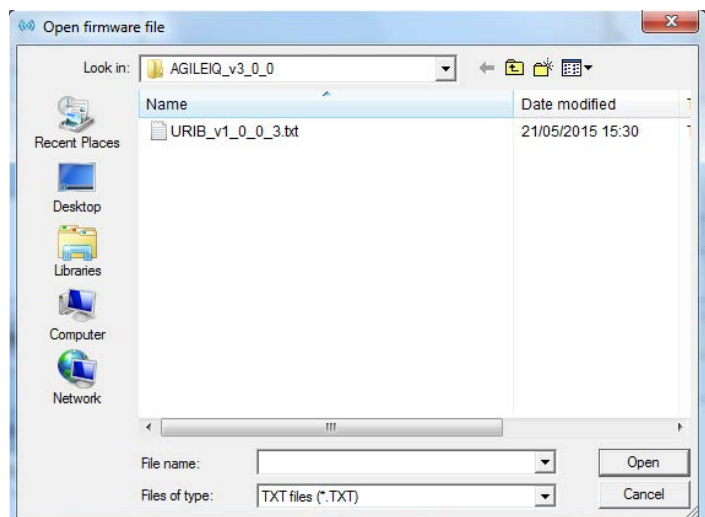 Open firmware file
Look in: AGILEIQ_v3_0_0
Name Date modified T
URIB_v1_0_0_3.txt 21/05/2015 15:30 T
Recent Places
Desktop
Libraries
Computer
Network
File name: Open
Files of type: TXT files (*.TXT) Cancel